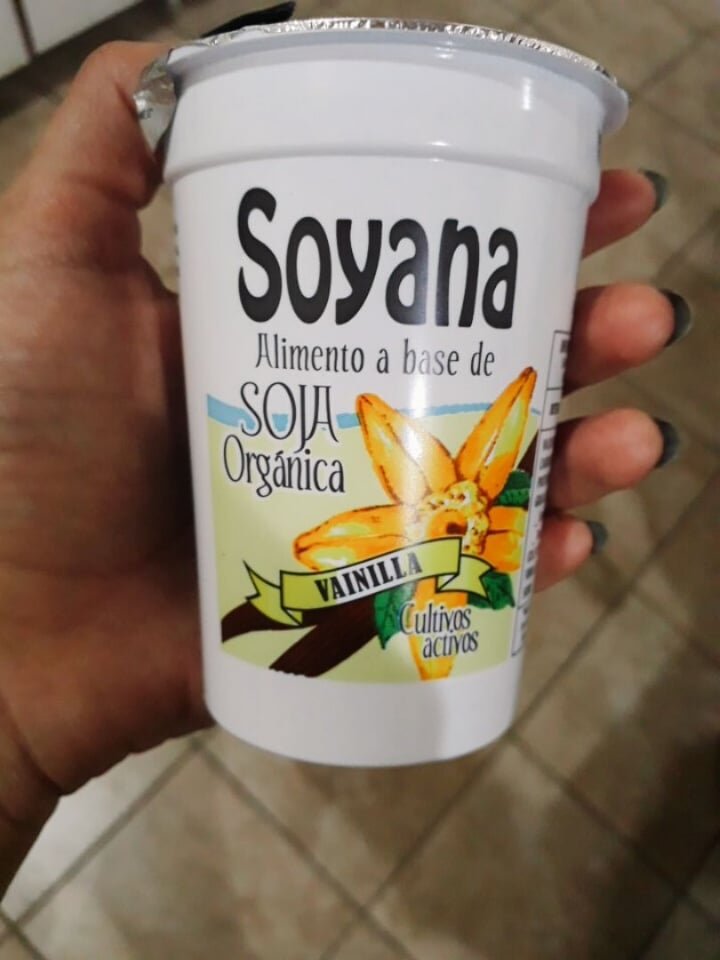 Soyana
Alimento a base de
SOJA
Orgánica
VAINILLA
Cultivos
activos